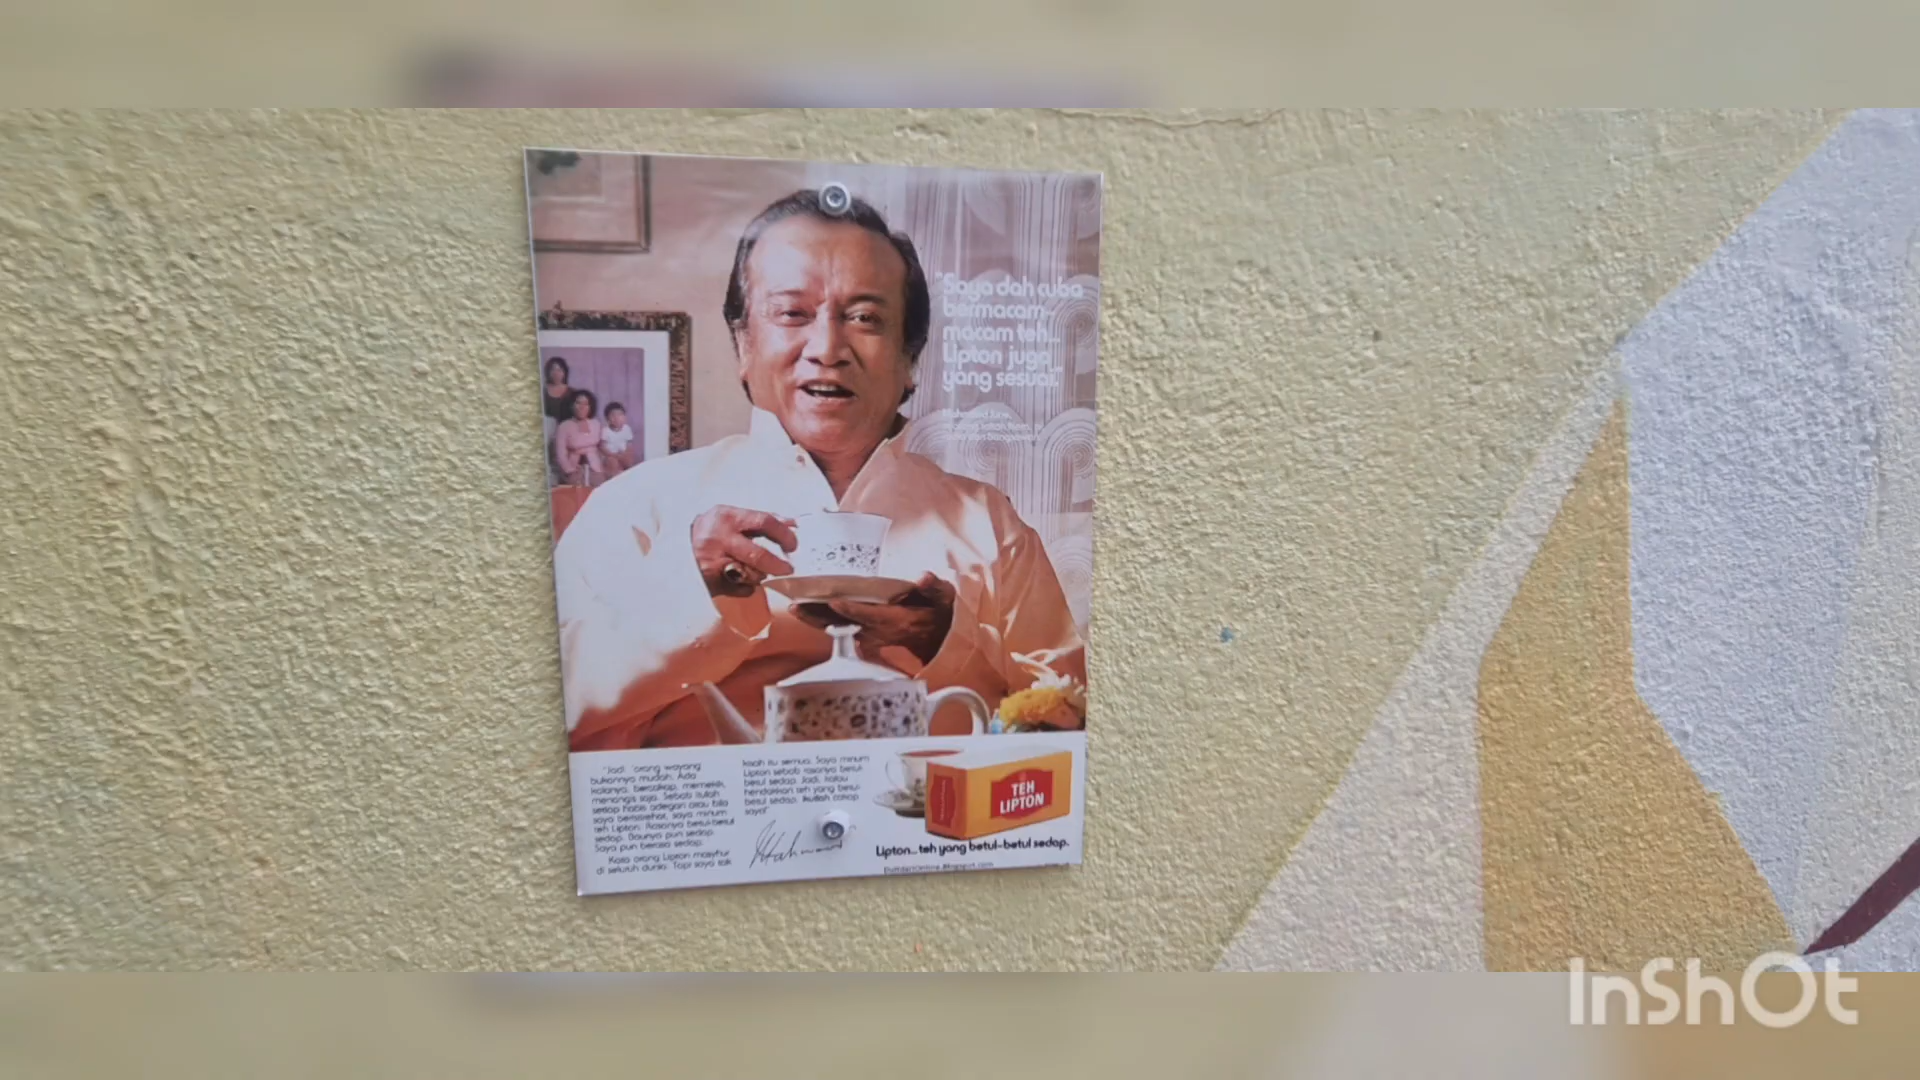 "Saya dah cuba
bermacam-
macam teh...
Lipton juga
yang sesuai."
"Jadi 'orang wayang'
bukannya mudah. Ada
kalanya, bercakap, memekik,
menangis saja. Sebab itulah
setiap habis adegan atau bila
saya berisitehat, saya minum
teh Lipton. Rasanya betul-betul
sedap. Baunya pun sedap.
Saya pun berasa sedap.
Kata orang Lipton masyhur
di seluruh dunia. Tapi saya tak
kisah itu semua. Saya minum
Lipton sebab rasanya betul-
betul sedap. Jadi, kalau
hendakkan teh yang betul-
betul sedap, ikutlah cakap
saya"
TEH
LIPTON
Lipton...teh yang betul-betul sedap.
InShOt